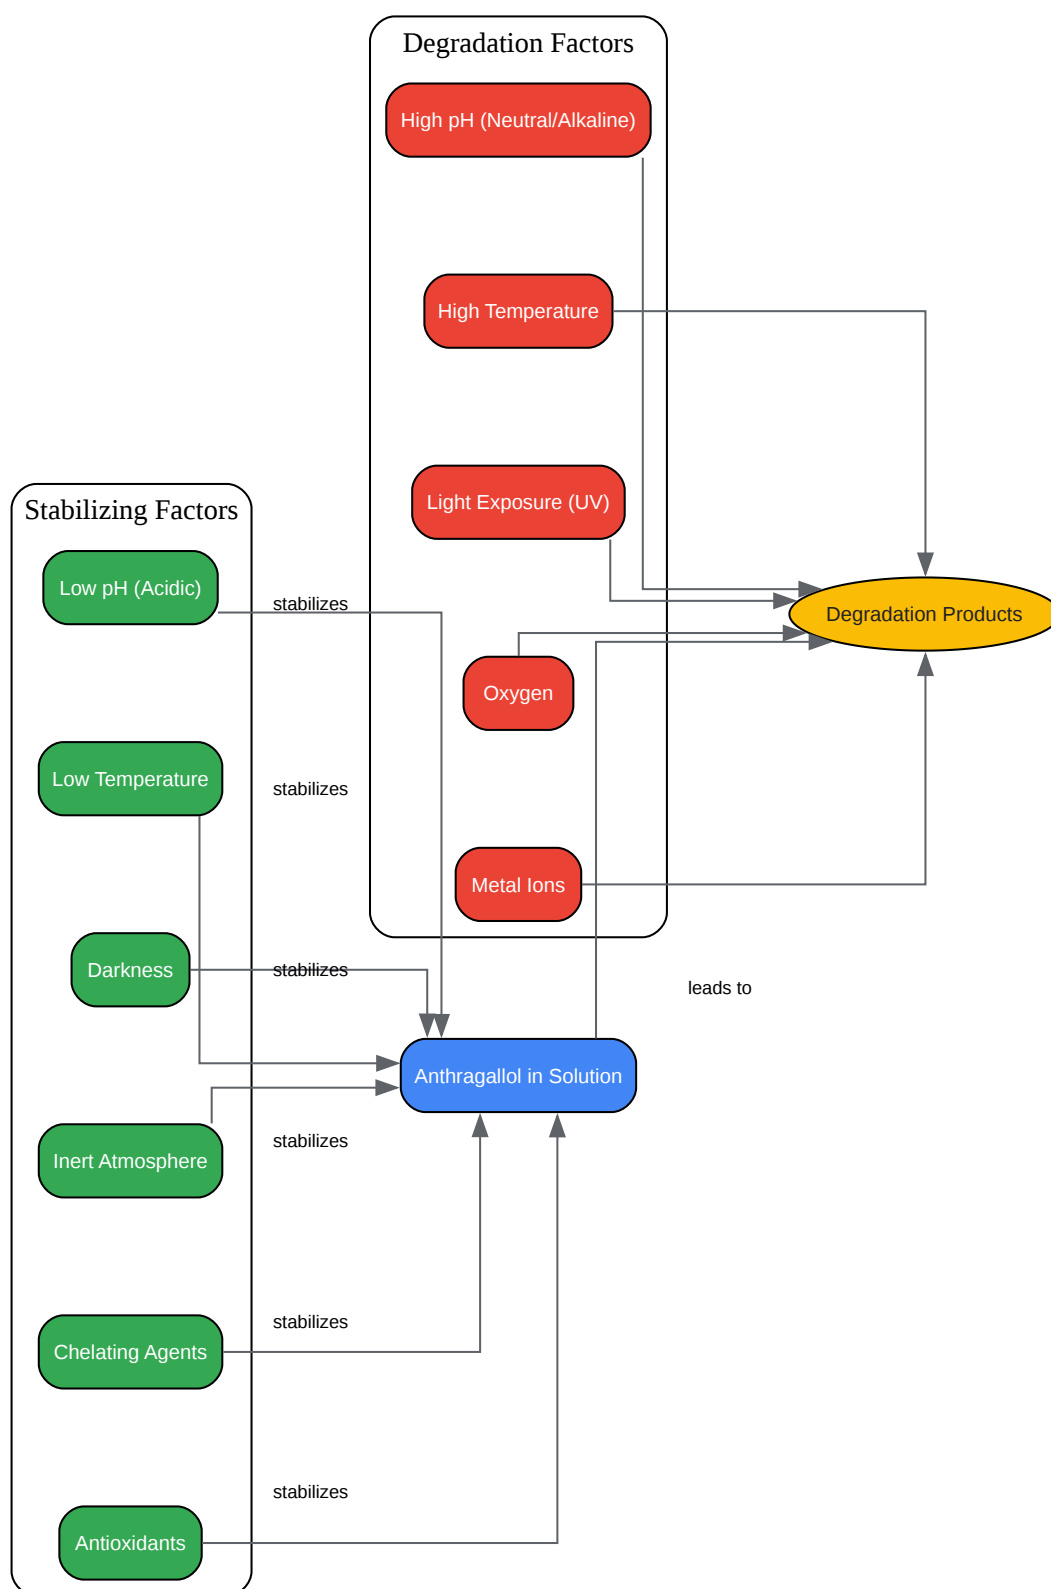 Degradation Factors
High pH (Neutral/Alkaline)
High Temperature
Light Exposure (UV)
Oxygen
Metal Ions
Stabilizing Factors
Low pH (Acidic)
Low Temperature
Darkness
Inert Atmosphere
Chelating Agents
Antioxidants
stabilizes
stabilizes
stabilizes
stabilizes
stabilizes
stabilizes
Anthragallol in Solution
leads to
Degradation Products